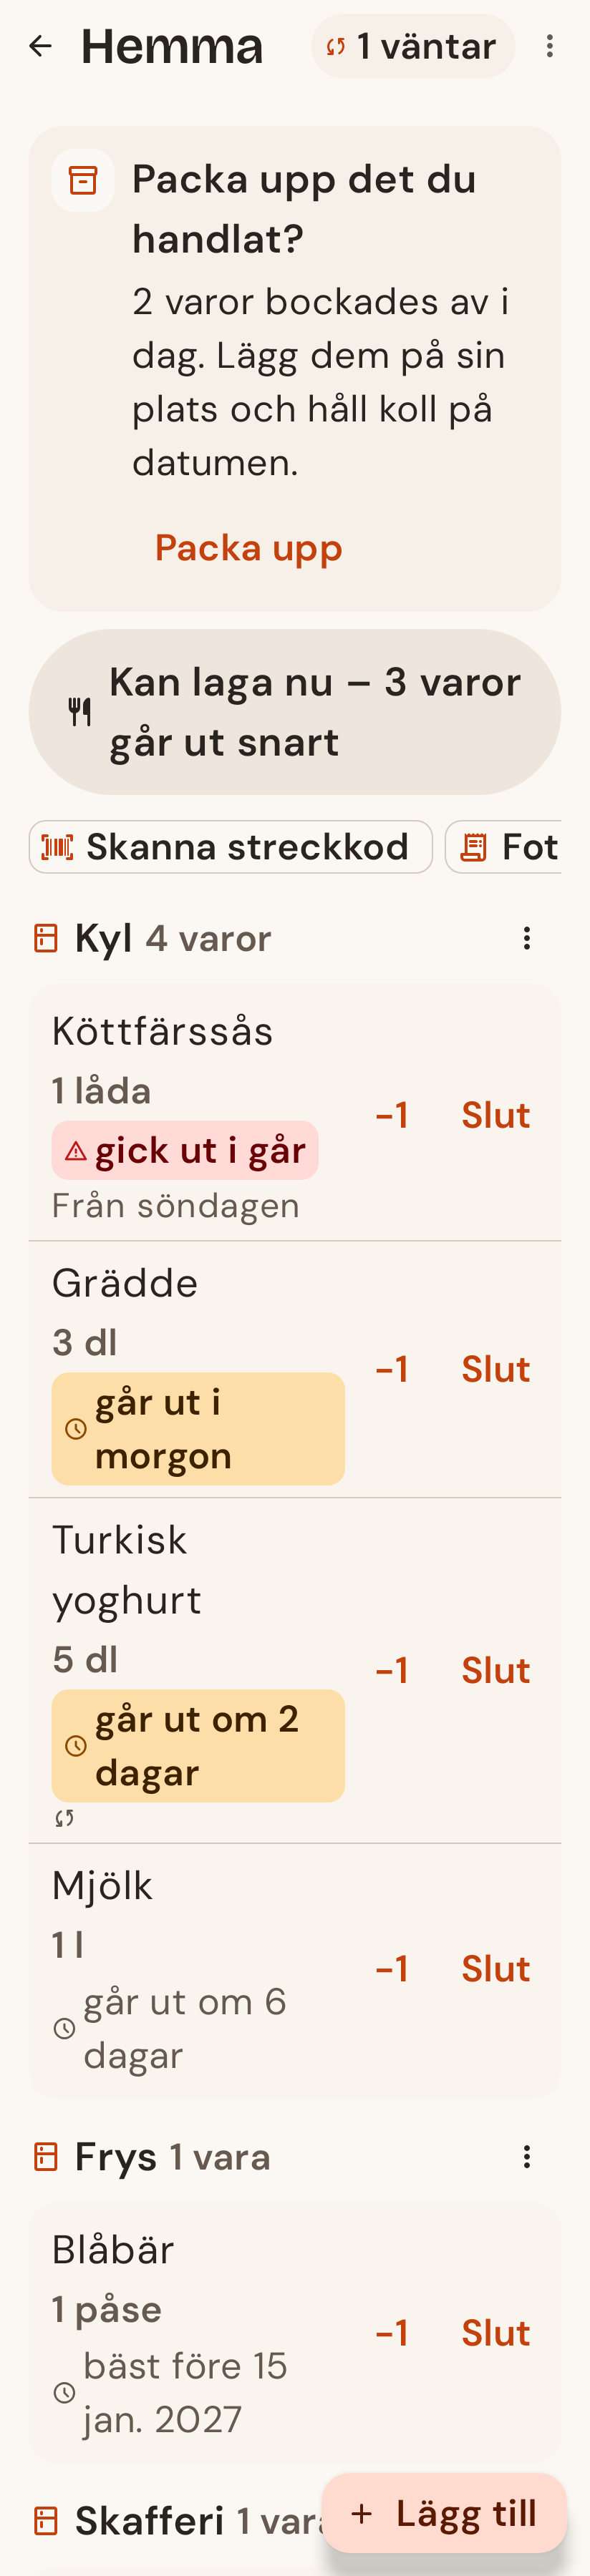 Hemma
1 väntar
Packa upp det du
handlat?
2 varor bockades av i
dag. Lägg dem på sin
plats och håll koll på
datumen.
Packa upp
Kan laga nu – 3 varor
går ut snart
Skanna streckkod
Fot
Kyl 4 varor
Köttfärssås
1 låda
gick ut i går
Från söndagen
−1 Slut
Grädde
3 dl
går ut i
morgon
−1 Slut
Turkisk
yoghurt
5 dl
går ut om 2
dagar
−1 Slut
Mjölk
1 l
går ut om 6
dagar
−1 Slut
Frys 1 vara
Blåbär
1 påse
bäst före 15
jan. 2027
−1 Slut
Skafferi 1 vara
+ Lägg till